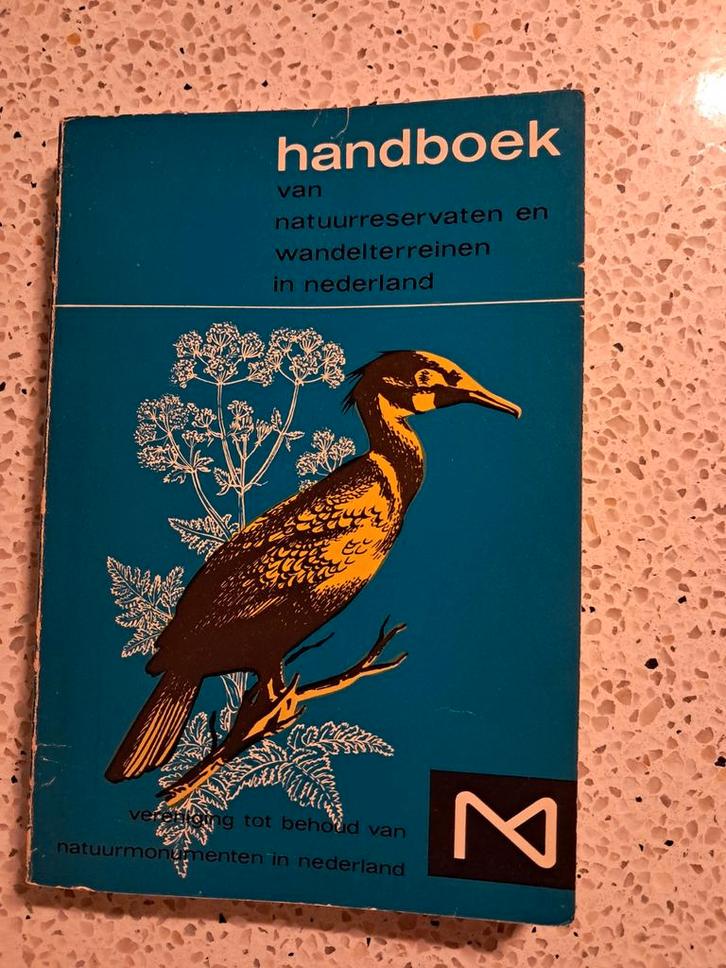 handboek
van
natuurreservaten en
wandelterreinen
in nederland
vereniging tot behoud van
natuurmonumenten in nederland